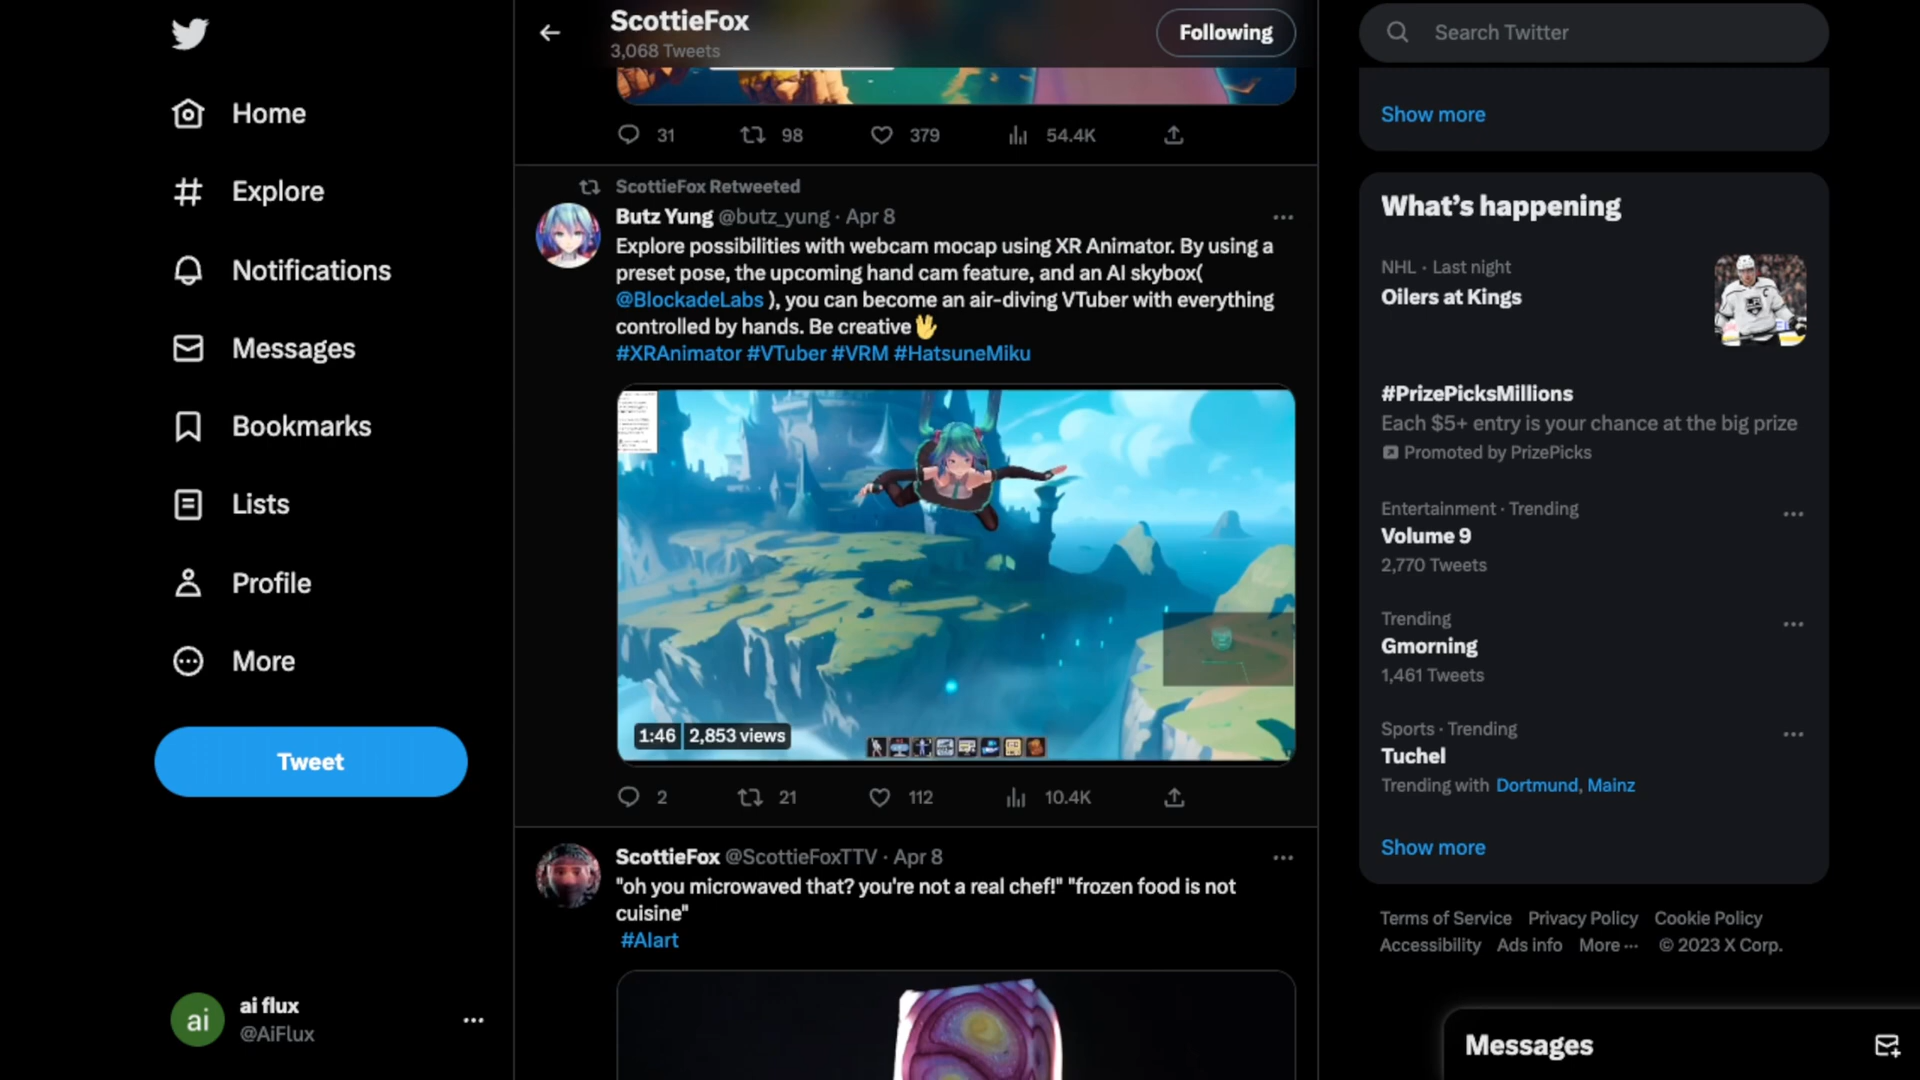 Home
Explore
Notifications
Messages
Bookmarks
Lists
Profile
More
Tweet
ai
ai flux
@AiFlux
ScottieFox
3,068 Tweets
Following
31 98 379 54.4K
ScottieFox Retweeted
Butz Yung @butz_yung · Apr 8
Explore possibilities with webcam mocap using XR Animator. By using a
preset pose, the upcoming hand cam feature, and an AI skybox(
@BlockadeLabs ), you can become an air-diving VTuber with everything
controlled by hands. Be creative🖖
#XRAnimator #VTuber #VRM #HatsuneMiku
1:46 2,853 views
2 21 112 10.4K
ScottieFox @ScottieFoxTTV · Apr 8
"oh you microwaved that? you're not a real chef!" "frozen food is not
cuisine"
#AIart
Search Twitter
Show more
What's happening
NHL · Last night
Oilers at Kings
#PrizePicksMillions
Each $5+ entry is your chance at the big prize
Promoted by PrizePicks
Entertainment · Trending
Volume 9
2,770 Tweets
Trending
Gmorning
1,461 Tweets
Sports · Trending
Tuchel
Trending with Dortmund, Mainz
Show more
Terms of Service Privacy Policy Cookie Policy
Accessibility Ads info More ··· © 2023 X Corp.
Messages